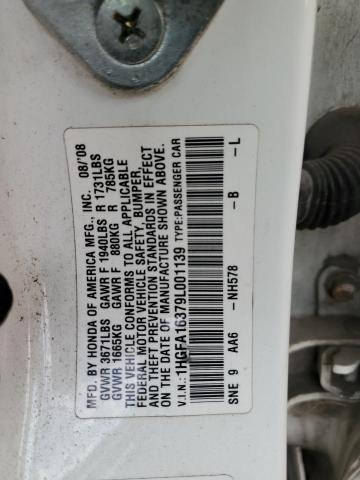 MFD. BY HONDA OF AMERICA MFG., INC. 08/'08
GVWR 3671LBS GAWR F 1940LBS R 1731LBS
GVWR 1665KG GAWR F 880KG R 785KG
THIS VEHICLE CONFORMS TO ALL APPLICABLE
FEDERAL MOTOR VEHICLE SAFETY, BUMPER,
AND THEFT PREVENTION STANDARDS IN EFFECT
ON THE DATE OF MANUFACTURE SHOWN ABOVE.
V.I.N.:1HGFA16379L001139 TYPE:PASSENGER CAR
SNE 9 AA6 -NH578 -B -L